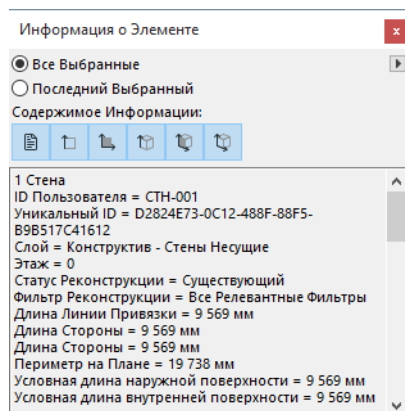 Информация о Элементе
x
Все Выбранные
Последний Выбранный
Содержимое Информации:
1 Стена
ID Пользователя = СТН-001
Уникальный ID = D2824E73-0C12-488F-88F5-
B9B517C41612
Слой = Конструктив - Стены Несущие
Этаж = 0
Статус Реконструкции = Существующий
Фильтр Реконструкции = Все Релевантные Фильтры
Длина Линии Привязки = 9 569 мм
Длина Стороны = 9 569 мм
Длина Стороны = 9 569 мм
Периметр на Плане = 19 738 мм
Условная длина наружной поверхности = 9 569 мм
Условная длина внутренней поверхности = 9 569 мм